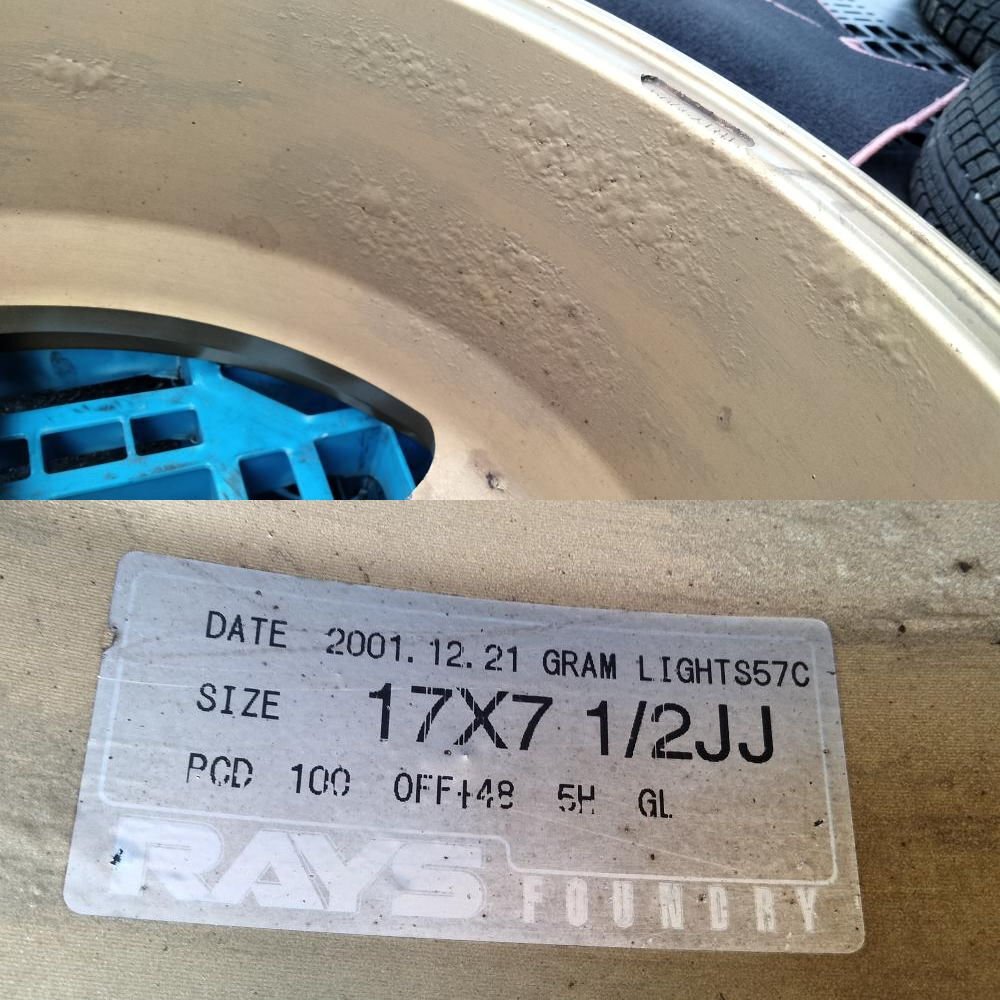 DATE 2001.12.21 GRAM LIGHTS57C
SIZE 17X7 1/2JJ
PCD 100 OFF+48 5H GL
RAYS FOUNDRY